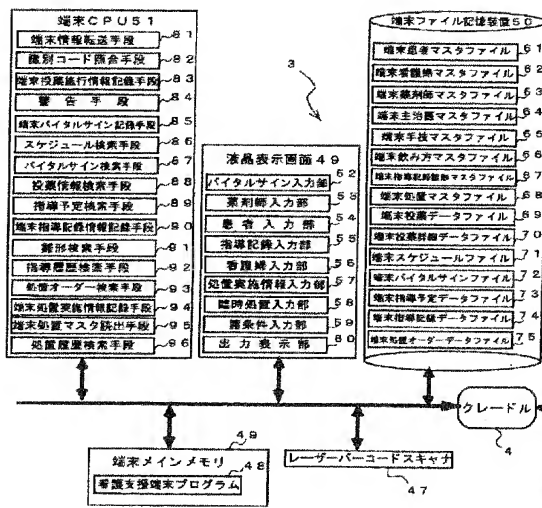 端末CPU51
端末情報転送手段 81
識別コード照合手段 82
端末投薬施行情報記録手段 83
警告手段 84
端末バイタルサイン記録手段 85
スケジュール検索手段 86
バイタルサイン検索手段 87
投薬情報検索手段 88
指導予定検索手段 89
端末指導記録情報記録手段 90
雛形検索手段 91
指導履歴検索手段 92
処置オーダー検索手段 93
端末処置実施情報記録手段 94
端末処置マスタ読出手段 95
処置履歴検索手段 96
3
液晶表示画面49
バイタルサイン入力部 52
薬剤師入力部 53
患者入力部 54
指導記録入力部 55
看護婦入力部 56
処置実施情報入力部 57
臨時処置入力部 58
諸条件入力部 59
出力表示部 60
端末ファイル記憶装置50
端末患者マスタファイル 61
端末看護婦マスタファイル 62
端末薬剤師マスタファイル 63
端末主治医マスタファイル 64
端末手技マスタファイル 65
端末飲み方マスタファイル 66
端末指導記録雛形マスタファイル 67
端末処置マスタファイル 68
端末投薬データファイル 69
端末投薬詳細データファイル 70
端末スケジュールファイル 71
端末バイタルサインファイル 72
端末指導予定データファイル 73
端末指導記録データファイル 74
端末処置オーダーデータファイル 75
クレードル
4
49
端末メインメモリ
看護支援端末プログラム 48
レーザーバーコードスキャナ
47